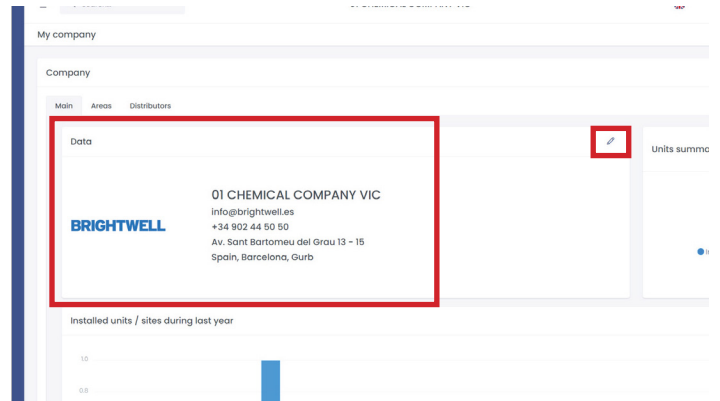 My company
Company
Main Areas Distributors
Data
Units summa
01 CHEMICAL COMPANY VIC
info@brightwell.es
BRIGHTWELL
+34 902 44 50 50
Av. Sant Bartomeu del Grau 13 - 15
Spain, Barcelona, Gurb
Installed units / sites during last year
1.0
0.8